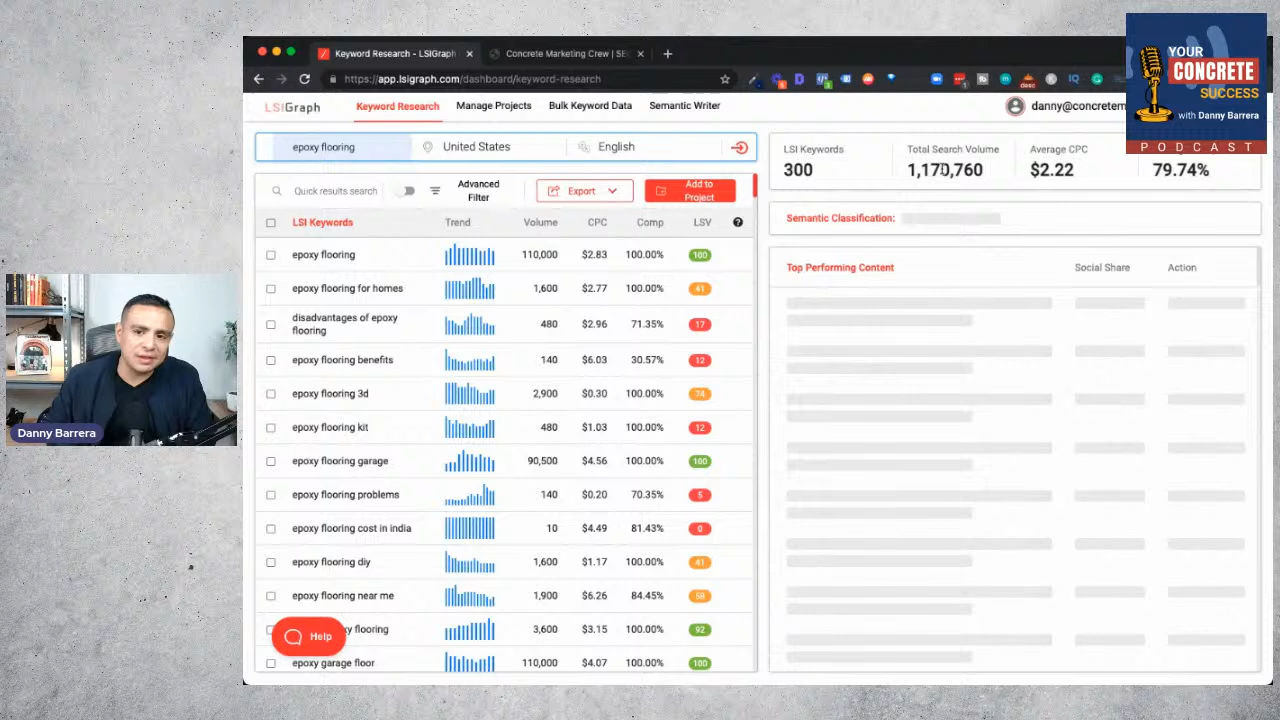 Keyword Research - LSIGraph
Concrete Marketing Crew | SE
https://app.lsigraph.com/dashboard/keyword-research
LSIGraph
Keyword Research
Manage Projects
Bulk Keyword Data
Semantic Writer
danny@concretem
YOUR
CONCRETE
SUCCESS
with Danny Barrera
PODCAST
epoxy flooring
United States
English
Quick results search
Advanced
Filter
Export
Add to
Project
LSI Keywords
Total Search Volume
Average CPC
300
1,170,760
$2.22
79.74%
Semantic Classification:
Top Performing Content
Social Share
Action
LSI Keywords Trend Volume CPC Comp LSV ?
epoxy flooring 110,000 $2.83 100.00% 100
epoxy flooring for homes 1,600 $2.77 100.00% 41
disadvantages of epoxy
flooring 480 $2.96 71.35% 17
epoxy flooring benefits 140 $6.03 30.57% 12
epoxy flooring 3d 2,900 $0.30 100.00% 74
epoxy flooring kit 480 $1.03 100.00% 12
epoxy flooring garage 90,500 $4.56 100.00% 100
epoxy flooring problems 140 $0.20 70.35% 5
epoxy flooring cost in india 10 $4.49 81.43% 0
epoxy flooring diy 1,600 $1.17 100.00% 41
epoxy flooring near me 1,900 $6.26 84.45% 58
flooring 3,600 $3.15 100.00% 92
epoxy garage floor 110,000 $4.07 100.00% 100
Help
Danny Barrera